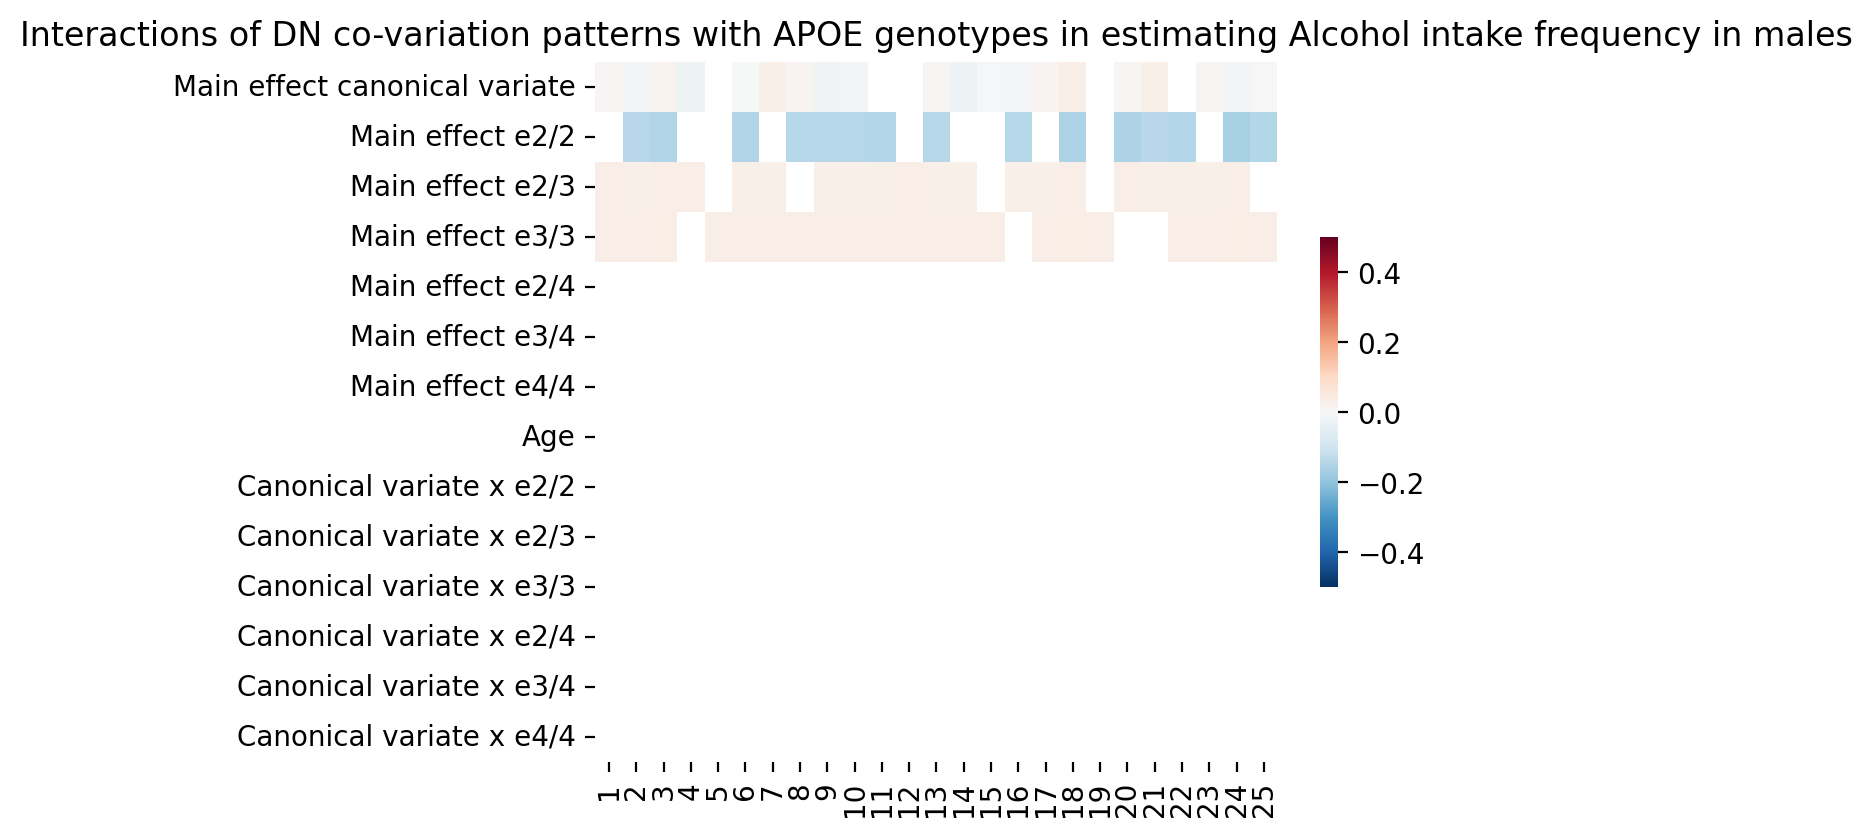 Interactions of DN co-variation patterns with APOE genotypes in estimating Alcohol intake frequency in males
Main effect canonical variate
Main effect e2/2
Main effect e2/3
Main effect e3/3
Main effect e2/4
Main effect e3/4
Main effect e4/4
Age
Canonical variate x e2/2
Canonical variate x e2/3
Canonical variate x e3/3
Canonical variate x e2/4
Canonical variate x e3/4
Canonical variate x e4/4
1 2 3 4 5 6 7 8 9 10 11 12 13 14 15 16 17 18 19 20 21 22 23 24 25
0.4
0.2
0.0
−0.2
−0.4